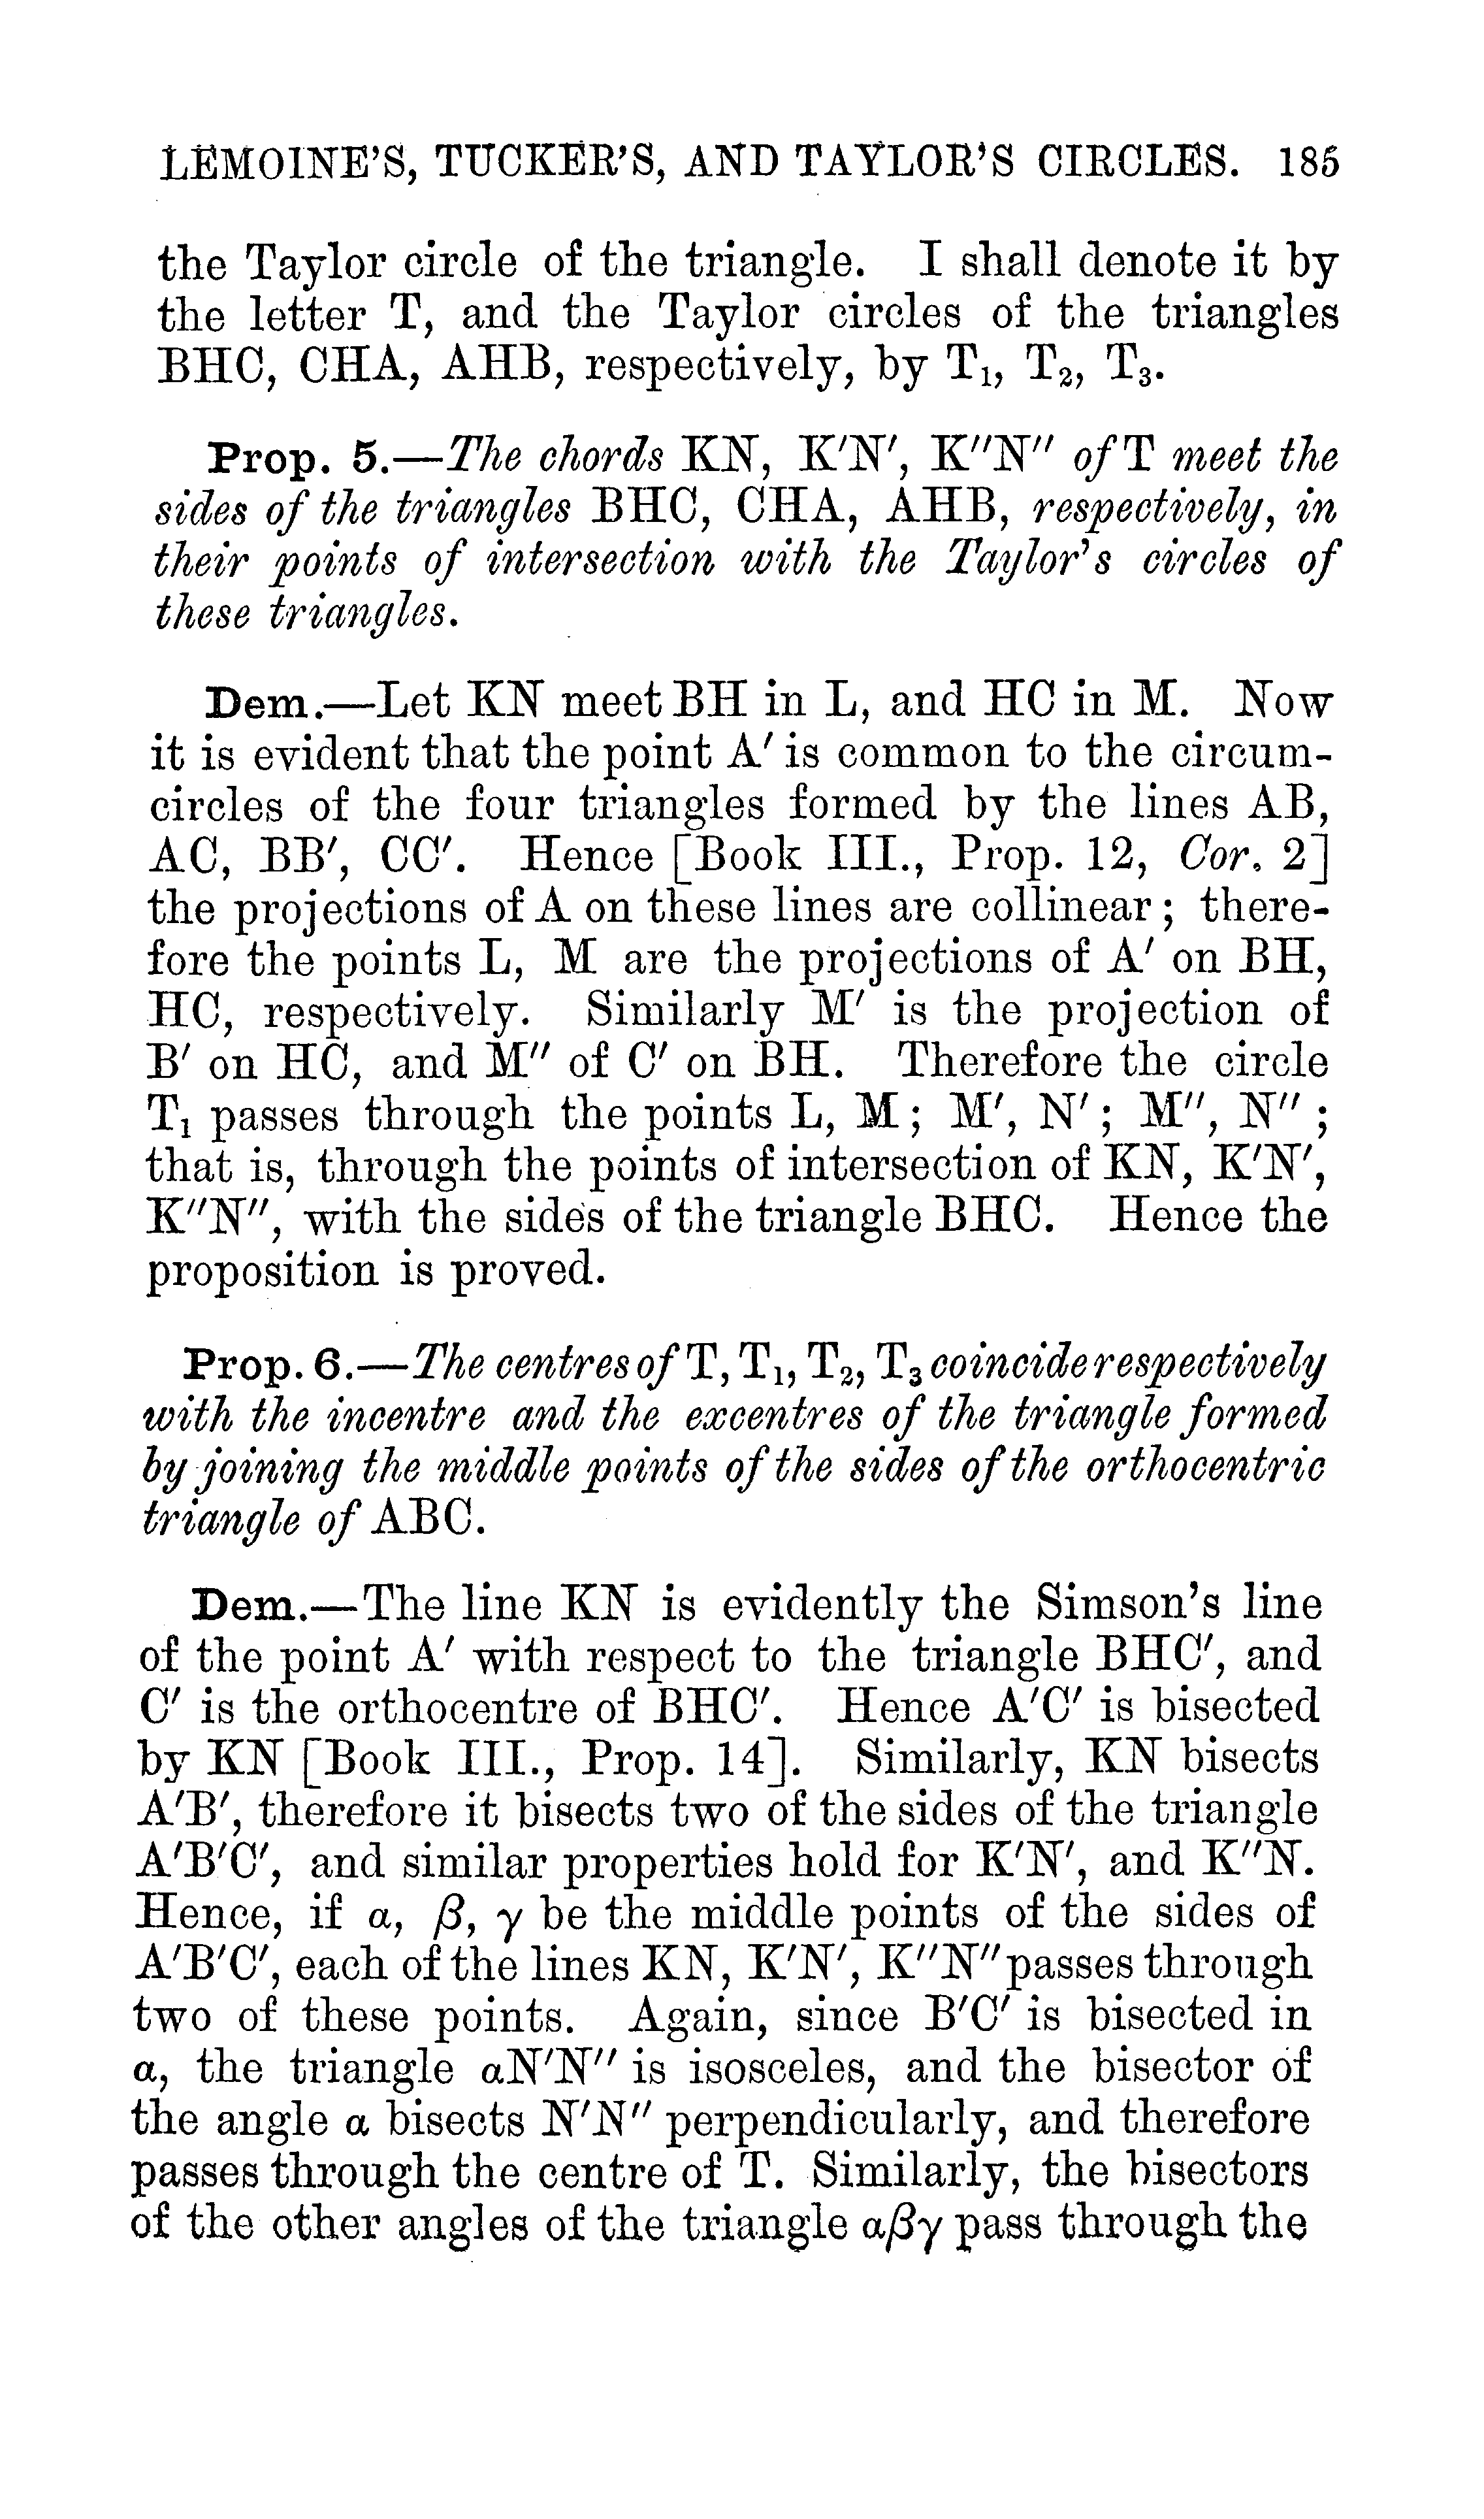 LEMOINE'S, TUCKER'S, AND TAYLOR'S CIRCLES. 185
the Taylor circle of the triangle. I shall denote it by
the letter T, and the Taylor circles of the triangles
BHC, CHA, AHB, respectively, by T₁, T₂, T₃.
Prop. 5.—The chords KN, K′N′, K″N″ of T meet the
sides of the triangles BHC, CHA, AHB, respectively, in
their points of intersection with the Taylor's circles of
these triangles.
Dem.—Let KN meet BH in L, and HC in M. Now
it is evident that the point A′ is common to the circum-
circles of the four triangles formed by the lines AB,
AC, BB′, CC′. Hence [Book III., Prop. 12, Cor. 2]
the projections of A on these lines are collinear; there-
fore the points L, M are the projections of A′ on BH,
HC, respectively. Similarly M′ is the projection of
B′ on HC, and M″ of C′ on BH. Therefore the circle
T₁ passes through the points L, M; M′, N′; M″, N″;
that is, through the points of intersection of KN, K′N′,
K″N″, with the sides of the triangle BHC. Hence the
proposition is proved.
Prop. 6.—The centres of T, T₁, T₂, T₃ coincide respectively
with the incentre and the excentres of the triangle formed
by joining the middle points of the sides of the orthocentric
triangle of ABC.
Dem.—The line KN is evidently the Simson's line
of the point A′ with respect to the triangle BHC′, and
C′ is the orthocentre of BHC′. Hence A′C′ is bisected
by KN [Book III., Prop. 14]. Similarly, KN bisects
A′B′, therefore it bisects two of the sides of the triangle
A′B′C′, and similar properties hold for K′N′, and K″N.
Hence, if α, β, γ be the middle points of the sides of
A′B′C′, each of the lines KN, K′N′, K″N″ passes through
two of these points. Again, since B′C′ is bisected in
α, the triangle αN′N″ is isosceles, and the bisector of
the angle α bisects N′N″ perpendicularly, and therefore
passes through the centre of T. Similarly, the bisectors
of the other angles of the triangle αβγ pass through the